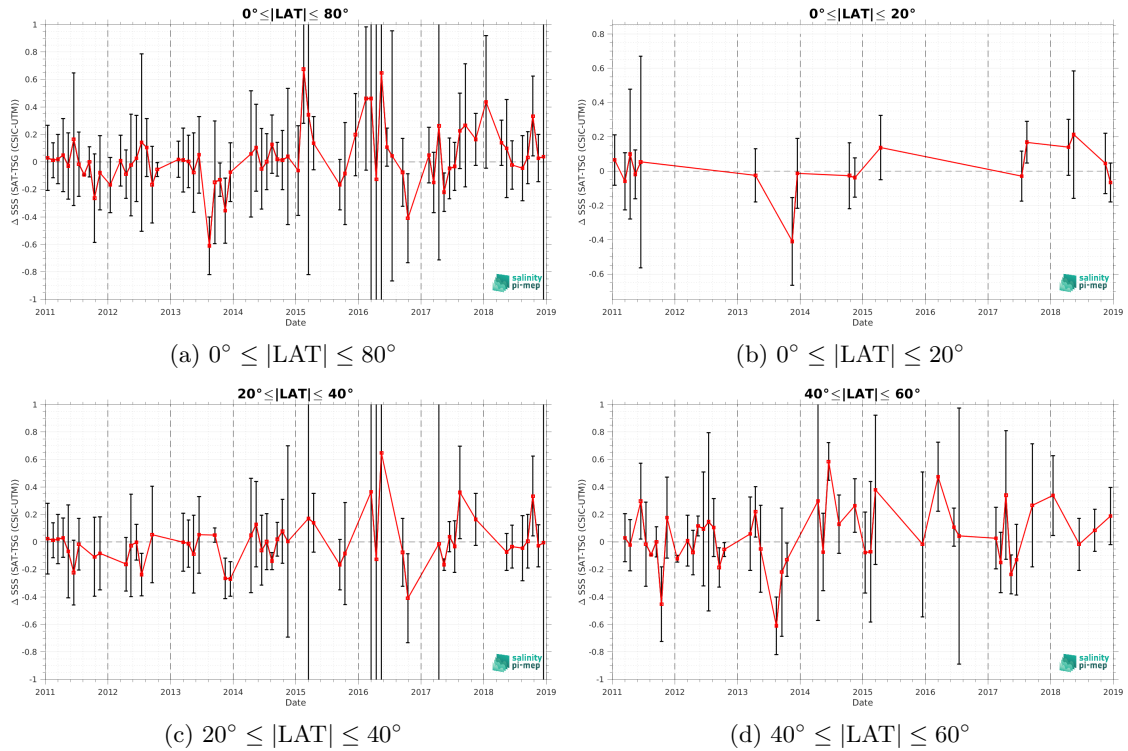 0°≤|LAT|≤ 80°
Δ SSS (SAT-TSG (CSIC-UTM))
1
0.8
0.6
0.4
0.2
0
-0.2
-0.4
-0.6
-0.8
-1
2011 2012 2013 2014 2015 2016 2017 2018 2019
Date
salinity
pi-mep
(a) 0° ≤ |LAT| ≤ 80°
0°≤|LAT|≤ 20°
Δ SSS (SAT-TSG (CSIC-UTM))
0.8
0.6
0.4
0.2
0
-0.2
-0.4
-0.6
2011 2012 2013 2014 2015 2016 2017 2018 2019
Date
salinity
pi-mep
(b) 0° ≤ |LAT| ≤ 20°
20°≤|LAT|≤ 40°
Δ SSS (SAT-TSG (CSIC-UTM))
1
0.8
0.6
0.4
0.2
0
-0.2
-0.4
-0.6
-0.8
-1
2011 2012 2013 2014 2015 2016 2017 2018 2019
Date
salinity
pi-mep
(c) 20° ≤ |LAT| ≤ 40°
40°≤|LAT|≤ 60°
Δ SSS (SAT-TSG (CSIC-UTM))
1
0.8
0.6
0.4
0.2
0
-0.2
-0.4
-0.6
-0.8
-1
2011 2012 2013 2014 2015 2016 2017 2018 2019
Date
salinity
pi-mep
(d) 40° ≤ |LAT| ≤ 60°